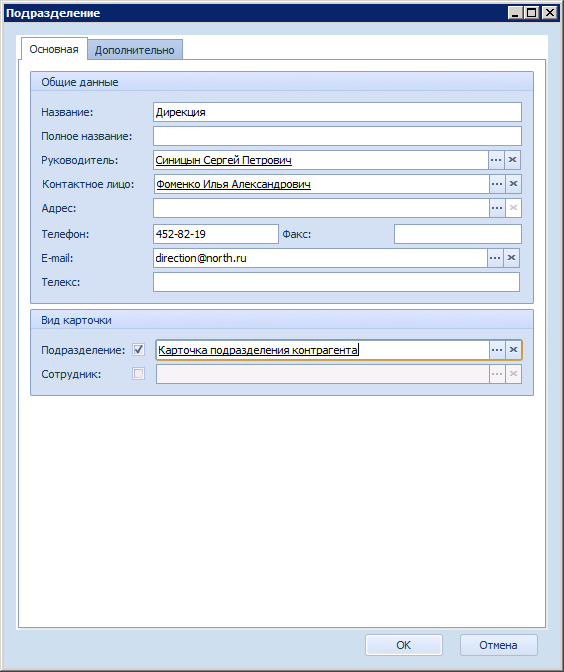 Подразделение
Основная Дополнительно
Общие данные
Название: Дирекция
Полное название:
Руководитель: Синицын Сергей Петрович
Контактное лицо: Фоменко Илья Александрович
Адрес:
Телефон: 452-82-19 Факс:
E-mail: direction@north.ru
Телекс:
Вид карточки
Подразделение: Карточка подразделения контрагента
Сотрудник:
OK Отмена